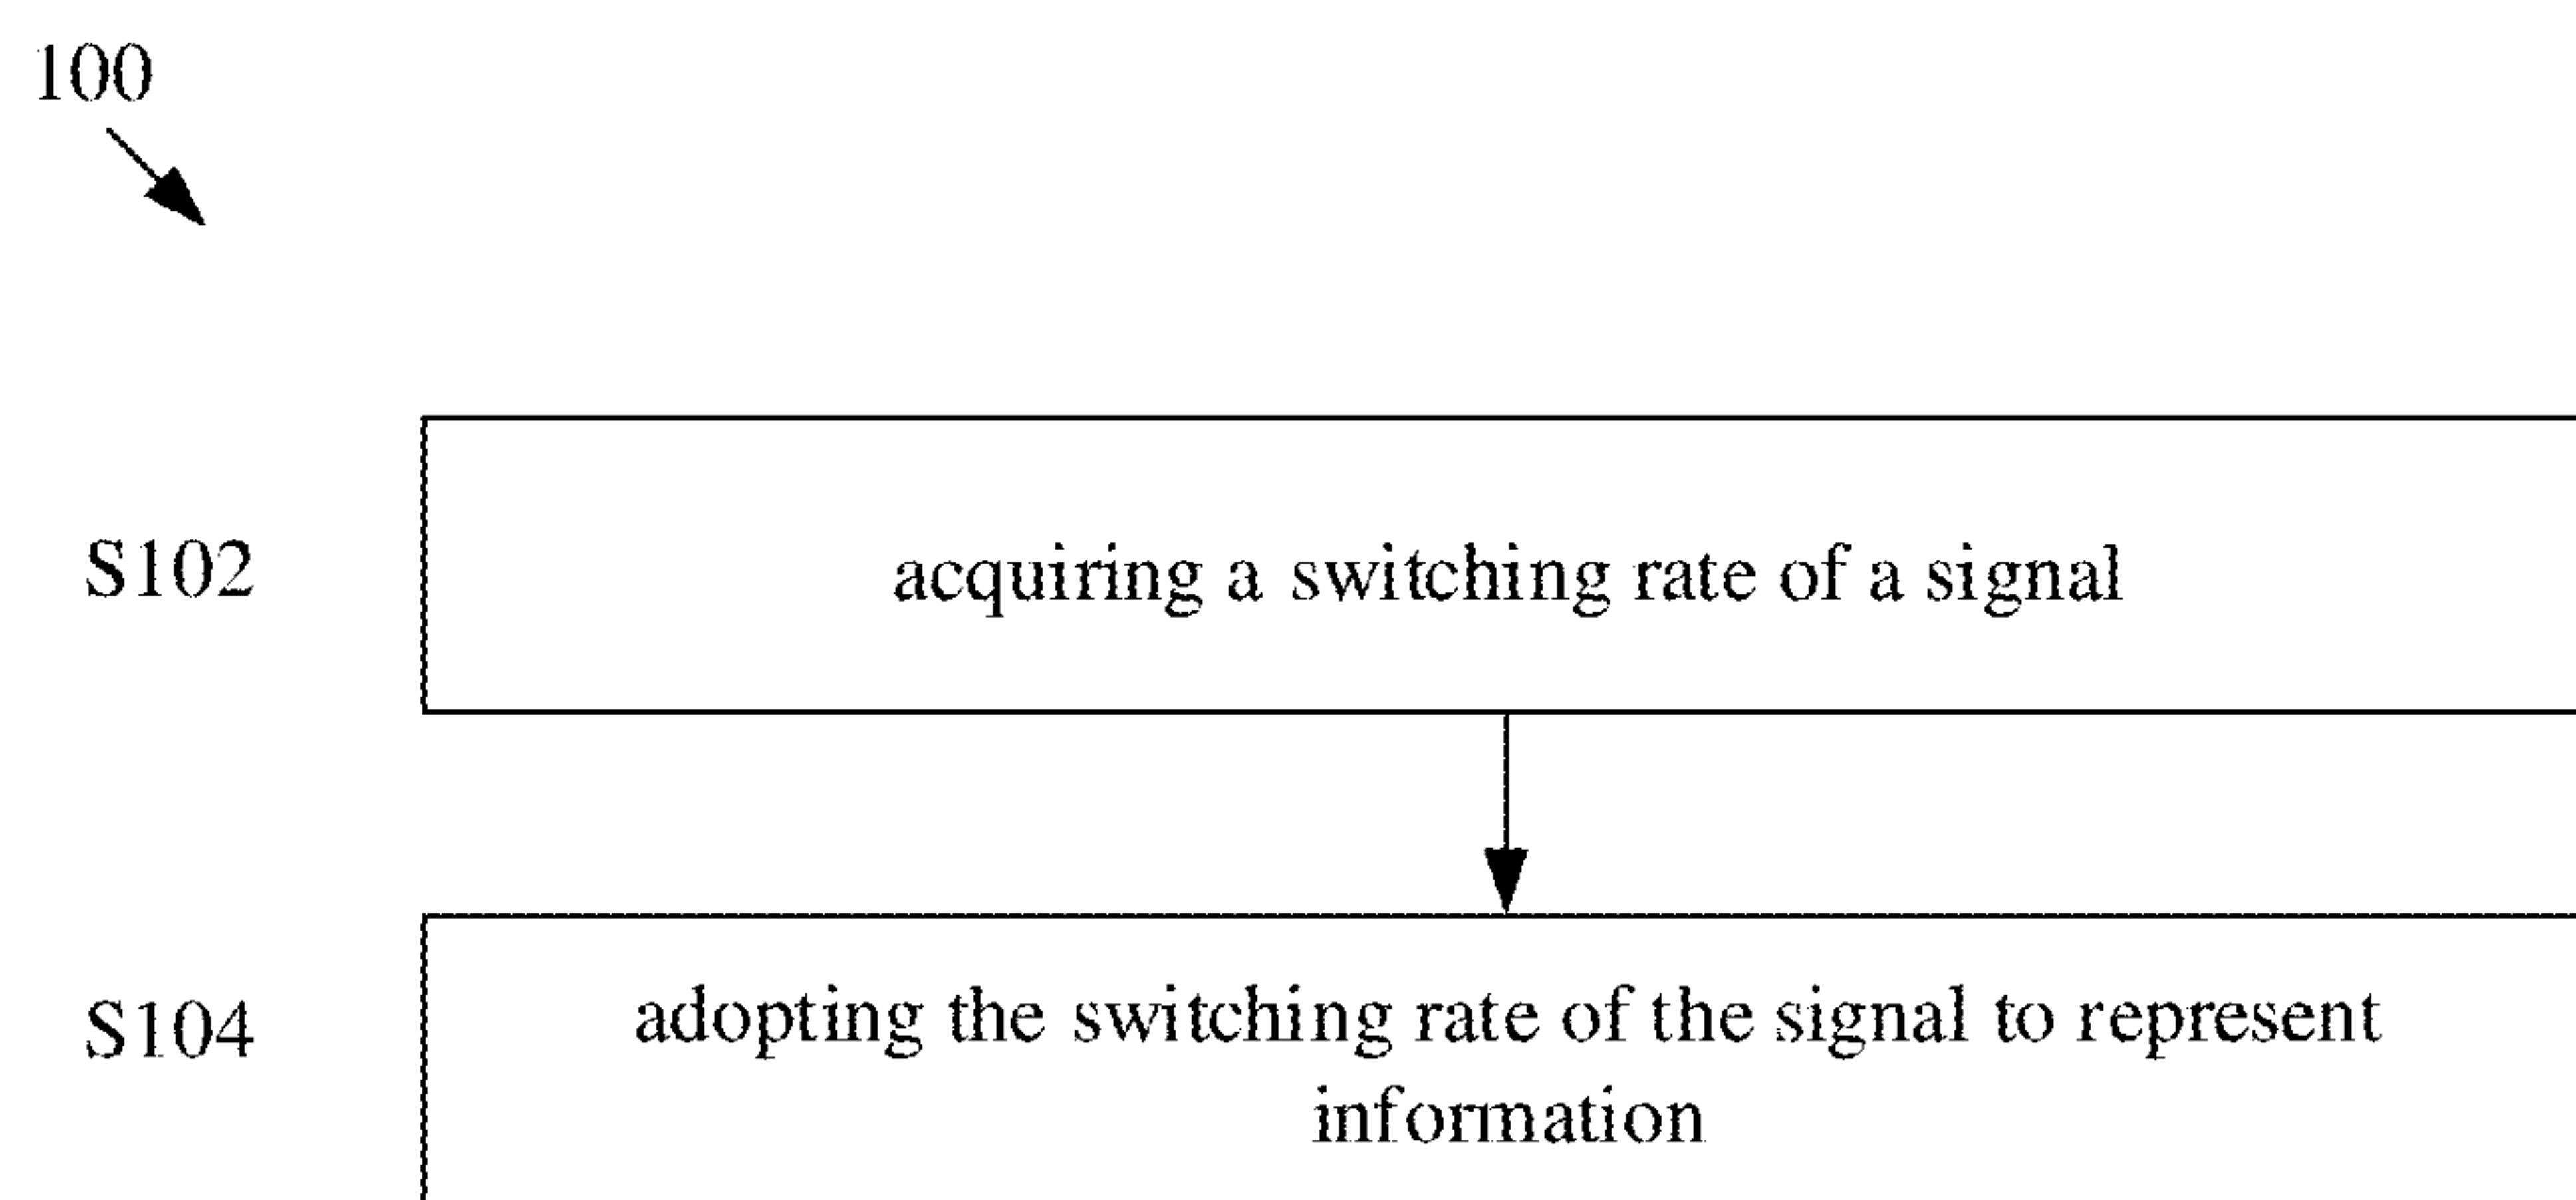 100
S102
acquiring a switching rate of a signal
S104
adopting the switching rate of the signal to represent
information